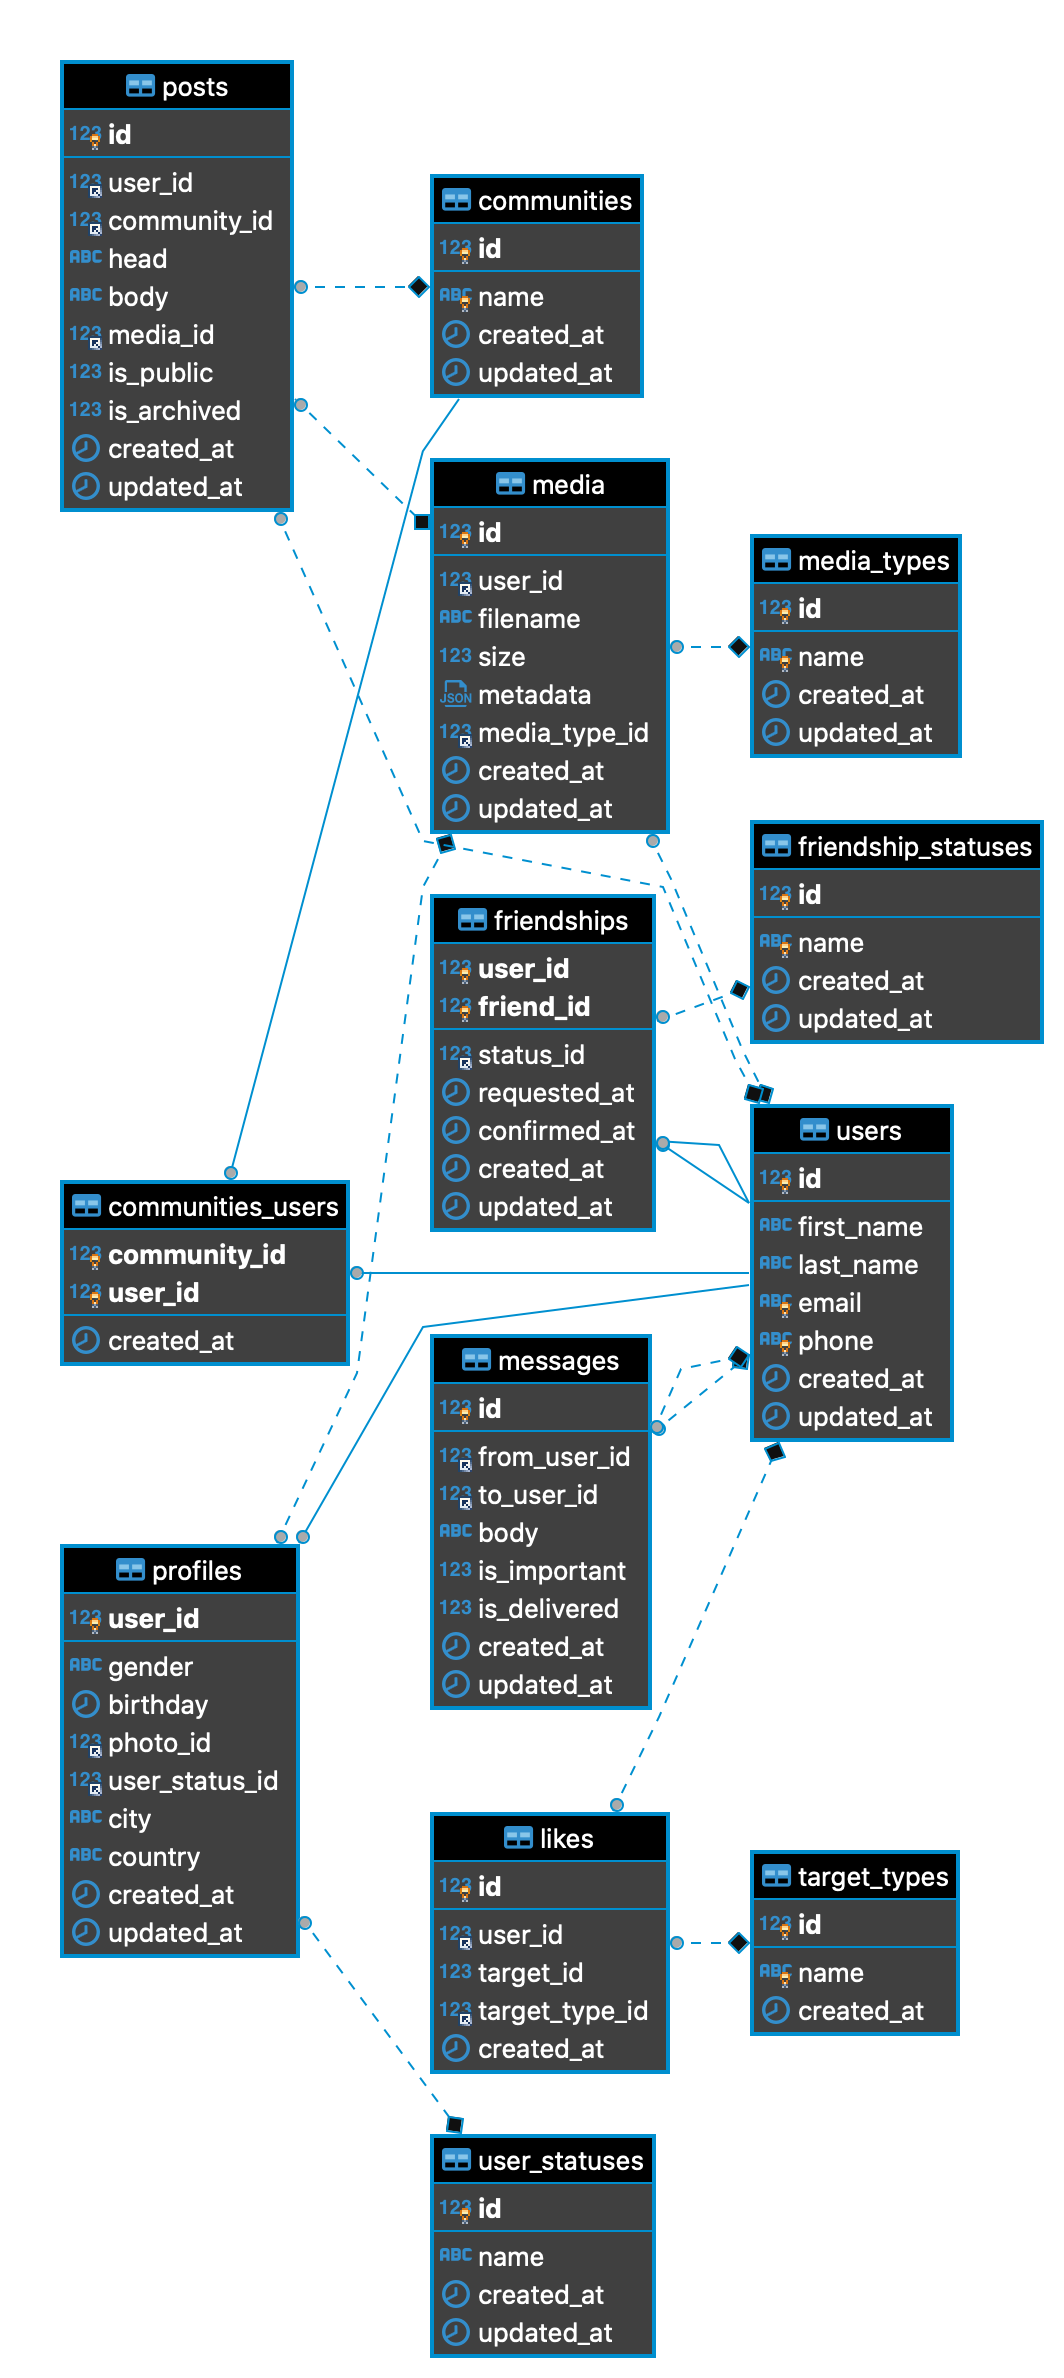 posts
123 id
123 user_id
123 community_id
ABC head
ABC body
123 media_id
123 is_public
123 is_archived
created_at
updated_at
communities
123 id
ABC name
created_at
updated_at
media
123 id
123 user_id
ABC filename
123 size
JSON metadata
123 media_type_id
created_at
updated_at
media_types
123 id
ABC name
created_at
updated_at
friendship_statuses
123 id
ABC name
created_at
updated_at
friendships
123 user_id
123 friend_id
123 status_id
requested_at
confirmed_at
created_at
updated_at
users
123 id
ABC first_name
ABC last_name
ABC email
ABC phone
created_at
updated_at
communities_users
123 community_id
123 user_id
created_at
messages
123 id
123 from_user_id
123 to_user_id
ABC body
123 is_important
123 is_delivered
created_at
updated_at
profiles
123 user_id
ABC gender
birthday
123 photo_id
123 user_status_id
ABC city
ABC country
created_at
updated_at
likes
123 id
123 user_id
123 target_id
123 target_type_id
created_at
target_types
123 id
ABC name
created_at
user_statuses
123 id
ABC name
created_at
updated_at